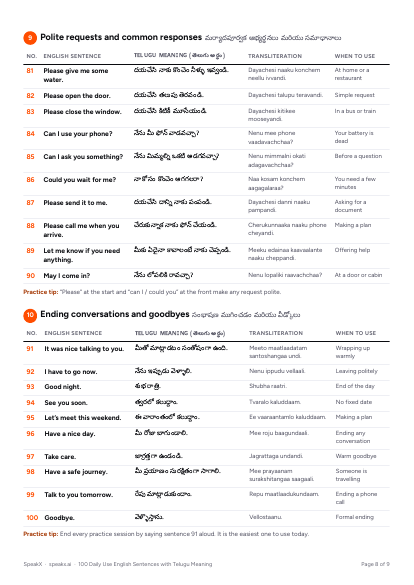 9 Polite requests and common responses మర్యాదపూర్వక అభ్యర్థనలు మరియు సమాధానాలు
NO. ENGLISH SENTENCE TELUGU MEANING (తెలుగు అర్థం) TRANSLITERATION WHEN TO USE
81 Please give me some water. దయచేసి నాకు కొంచెం నీళ్ళు ఇవ్వండి. Dayachesi naaku konchem neellu ivvandi. At home or a restaurant
82 Please open the door. దయచేసి తలుపు తెరవండి. Dayachesi talupu teravandi. Simple request
83 Please close the window. దయచేసి కిటికీ మూసేయండి. Dayachesi kitikee mooseyandi. In a bus or train
84 Can I use your phone? నేను మీ ఫోన్ వాడవచ్చా? Nenu mee phone vaadavachchaa? Your battery is dead
85 Can I ask you something? నేను మిమ్మల్ని ఒకటి అడగవచ్చా? Nenu mimmalni okati adagavachchaa? Before a question
86 Could you wait for me? నా కోసం కొంచెం ఆగగలరా? Naa kosam konchem aagagalaraa? You need a few minutes
87 Please send it to me. దయచేసి దాన్ని నాకు పంపండి. Dayachesi danni naaku pampandi. Making for a document
88 Please call me when you arrive. చేరుకున్నాక నాకు ఫోన్ చేయండి. Cherukunnaaka naaku phone cheyandi. Making a plan
89 Let me know if you need anything. మీకు ఏదైనా కావాలంటే నాకు చెప్పండి. Meeku edainaa kaavaalante naaku cheppandi. Offering help
90 May I come in? నేను లోపలికి రావచ్చా? Nenu lopaliki raavachchaa? At a door or cabin
Practice tip: "Please" at the start and "can I / could you" at the front make any request polite.
10 Ending conversations and goodbyes సంభాషణ ముగించడం మరియు వీడ్కోలు
NO. ENGLISH SENTENCE TELUGU MEANING (తెలుగు అర్థం) TRANSLITERATION WHEN TO USE
91 It was nice talking to you. మీతో మాట్లాడటం సంతోషంగా ఉంది. Meeto maatlaadatam santoshangaa undi. Wrapping up warmly
92 I have to go now. నేను ఇప్పుడు వెళ్ళాలి. Nenu ippudu vellaali. Leaving politely
93 Good night. శుభ రాత్రి. Shubha raatri. End of the day
94 See you soon. త్వరలో కలుద్దాం. Tvaralo kaluddaam. No fixed date
95 Let's meet this weekend. ఈ వారాంతంలో కలుద్దాం. Ee vaaraantamlo kaluddaam. Making a plan
96 Have a nice day. మీ రోజు బాగుండాలి. Mee roju baagundaali. Ending any conversation
97 Take care. జాగ్రత్తగా ఉండండి. Jagrattaga undandi. Warm goodbye
98 Have a safe journey. మీ ప్రయాణం సురక్షితంగా సాగాలి. Mee prayaanam surakshitangaa saagaali. Someone is travelling
99 Talk to you tomorrow. రేపు మాట్లాడుకుందాం. Repu maatlaadukundaam. Ending a phone call
100 Goodbye. వెళ్ళొస్తాను. Vellostaanu. Formal ending
Practice tip: End every practice session by saying sentence 91 aloud. It is the easiest one to use today.
SpeakX · speakx.ai · 100 Daily Use English Sentences with Telugu Meaning Page 8 of 9